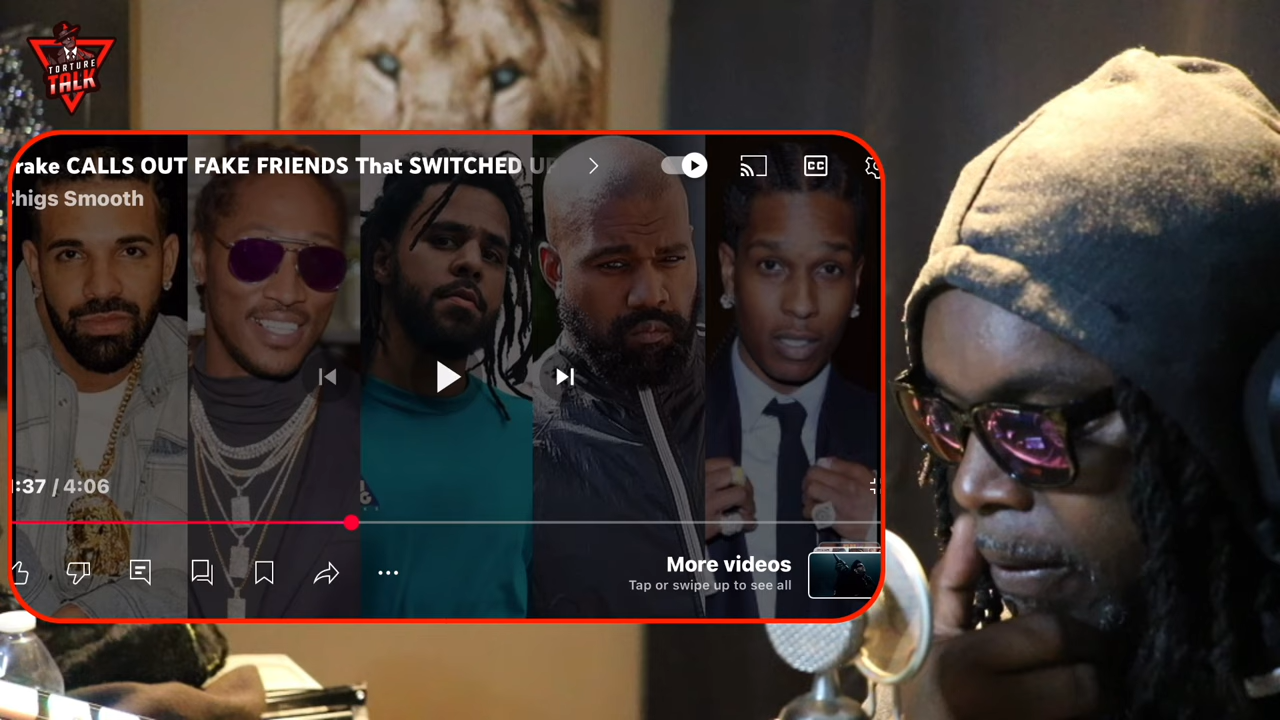 TORTURE
TALK
rake CALLS OUT FAKE FRIENDS That SWITCHED U
higs Smooth
CC
:37 / 4:06
More videos
Tap or swipe up to see all